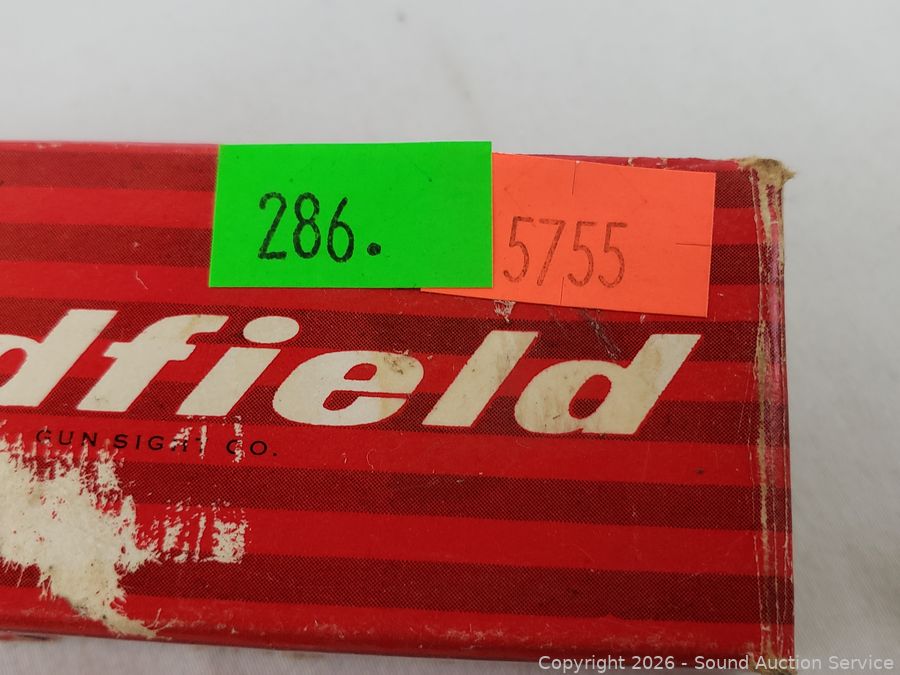 286.
5755
dfield
GUN SIGHT CO.
Copyright 2026 - Sound Auction Service